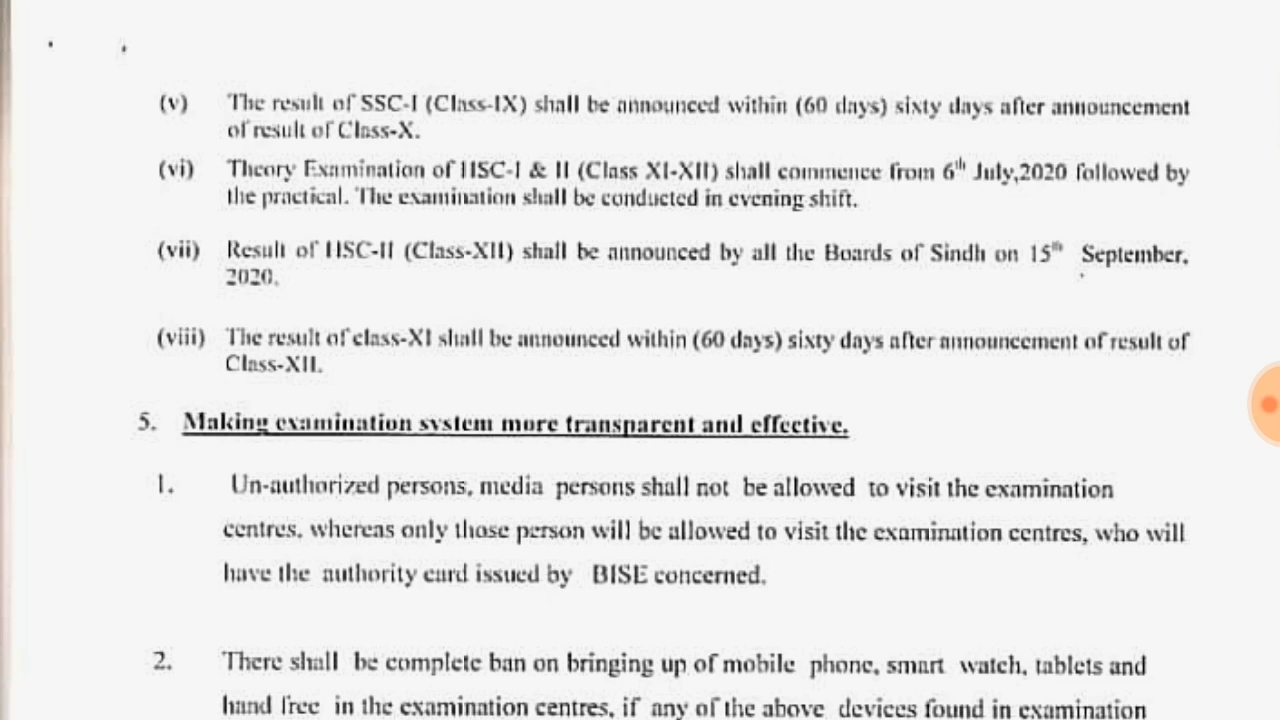 (v) The result of SSC-I (Class-IX) shall be announced within (60 days) sixty days after announcement
of result of Class-X.
(vi) Theory Examination of HSC-I & II (Class XI-XII) shall commence from 6th July,2020 followed by
the practical. The examination shall be conducted in evening shift.
(vii) Result of HSC-II (Class-XII) shall be announced by all the Boards of Sindh on 15th September,
2020.
(viii) The result of class-XI shall be announced within (60 days) sixty days after announcement of result of
Class-XII.
5. Making examination system more transparent and effective.
1. Un-authorized persons, media persons shall not be allowed to visit the examination
centres, whereas only those person will be allowed to visit the examination centres, who will
have the authority card issued by BISE concerned.
2. There shall be complete ban on bringing up of mobile phone, smart watch, tablets and
hand free in the examination centres, if any of the above devices found in examination